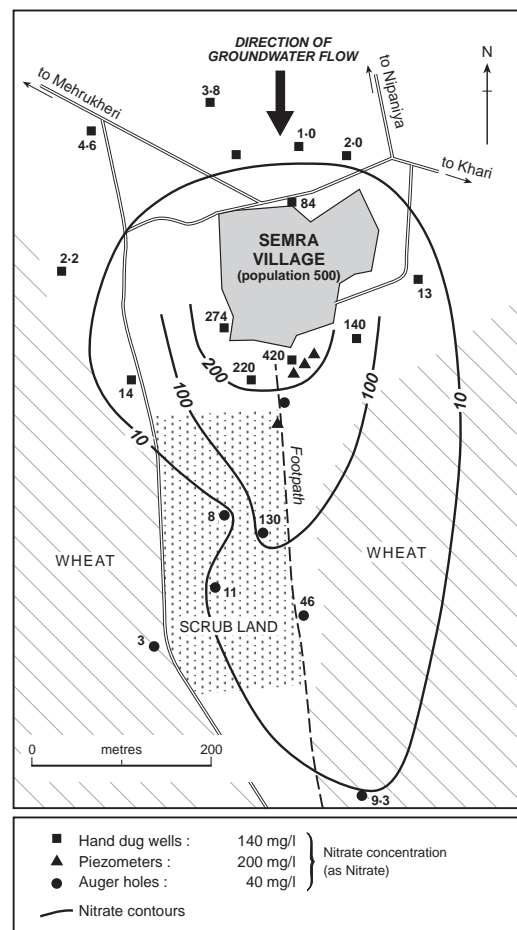 DIRECTION OF
GROUNDWATER FLOW
N
to Mehrukheri
to Nipaniya
to Khari
3·8
4·6
1·0
2·0
84
SEMRA
VILLAGE
(population 500)
2·2
13
274
140
420
200
220
14
100
100
10
10
Footpath
8
130
WHEAT
WHEAT
11
46
SCRUB LAND
3
0 metres 200
9·3
Hand dug wells : 140 mg/l
Piezometers : 200 mg/l
Auger holes : 40 mg/l
Nitrate concentration
(as Nitrate)
Nitrate contours